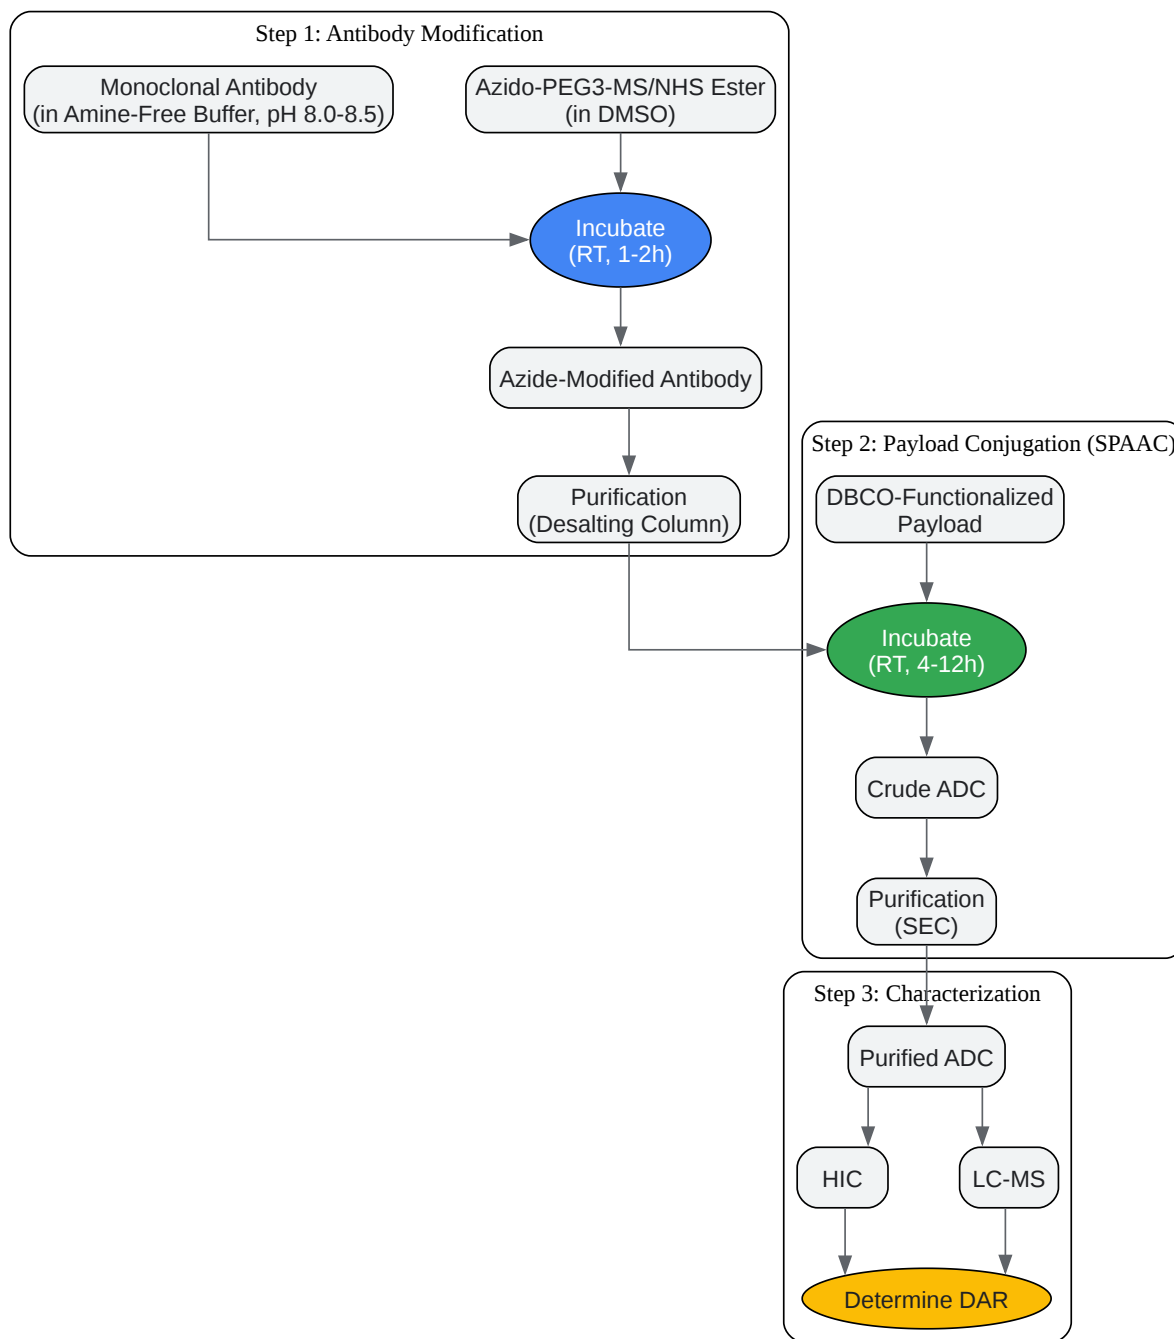 Step 1: Antibody Modification
Monoclonal Antibody
(in Amine-Free Buffer, pH 8.0-8.5)
Azido-PEG3-MS/NHS Ester
(in DMSO)
Incubate
(RT, 1-2h)
Azide-Modified Antibody
Purification
(Desalting Column)
Step 2: Payload Conjugation (SPAAC)
DBCO-Functionalized
Payload
Incubate
(RT, 4-12h)
Crude ADC
Purification
(SEC)
Step 3: Characterization
Purified ADC
HIC
LC-MS
Determine DAR